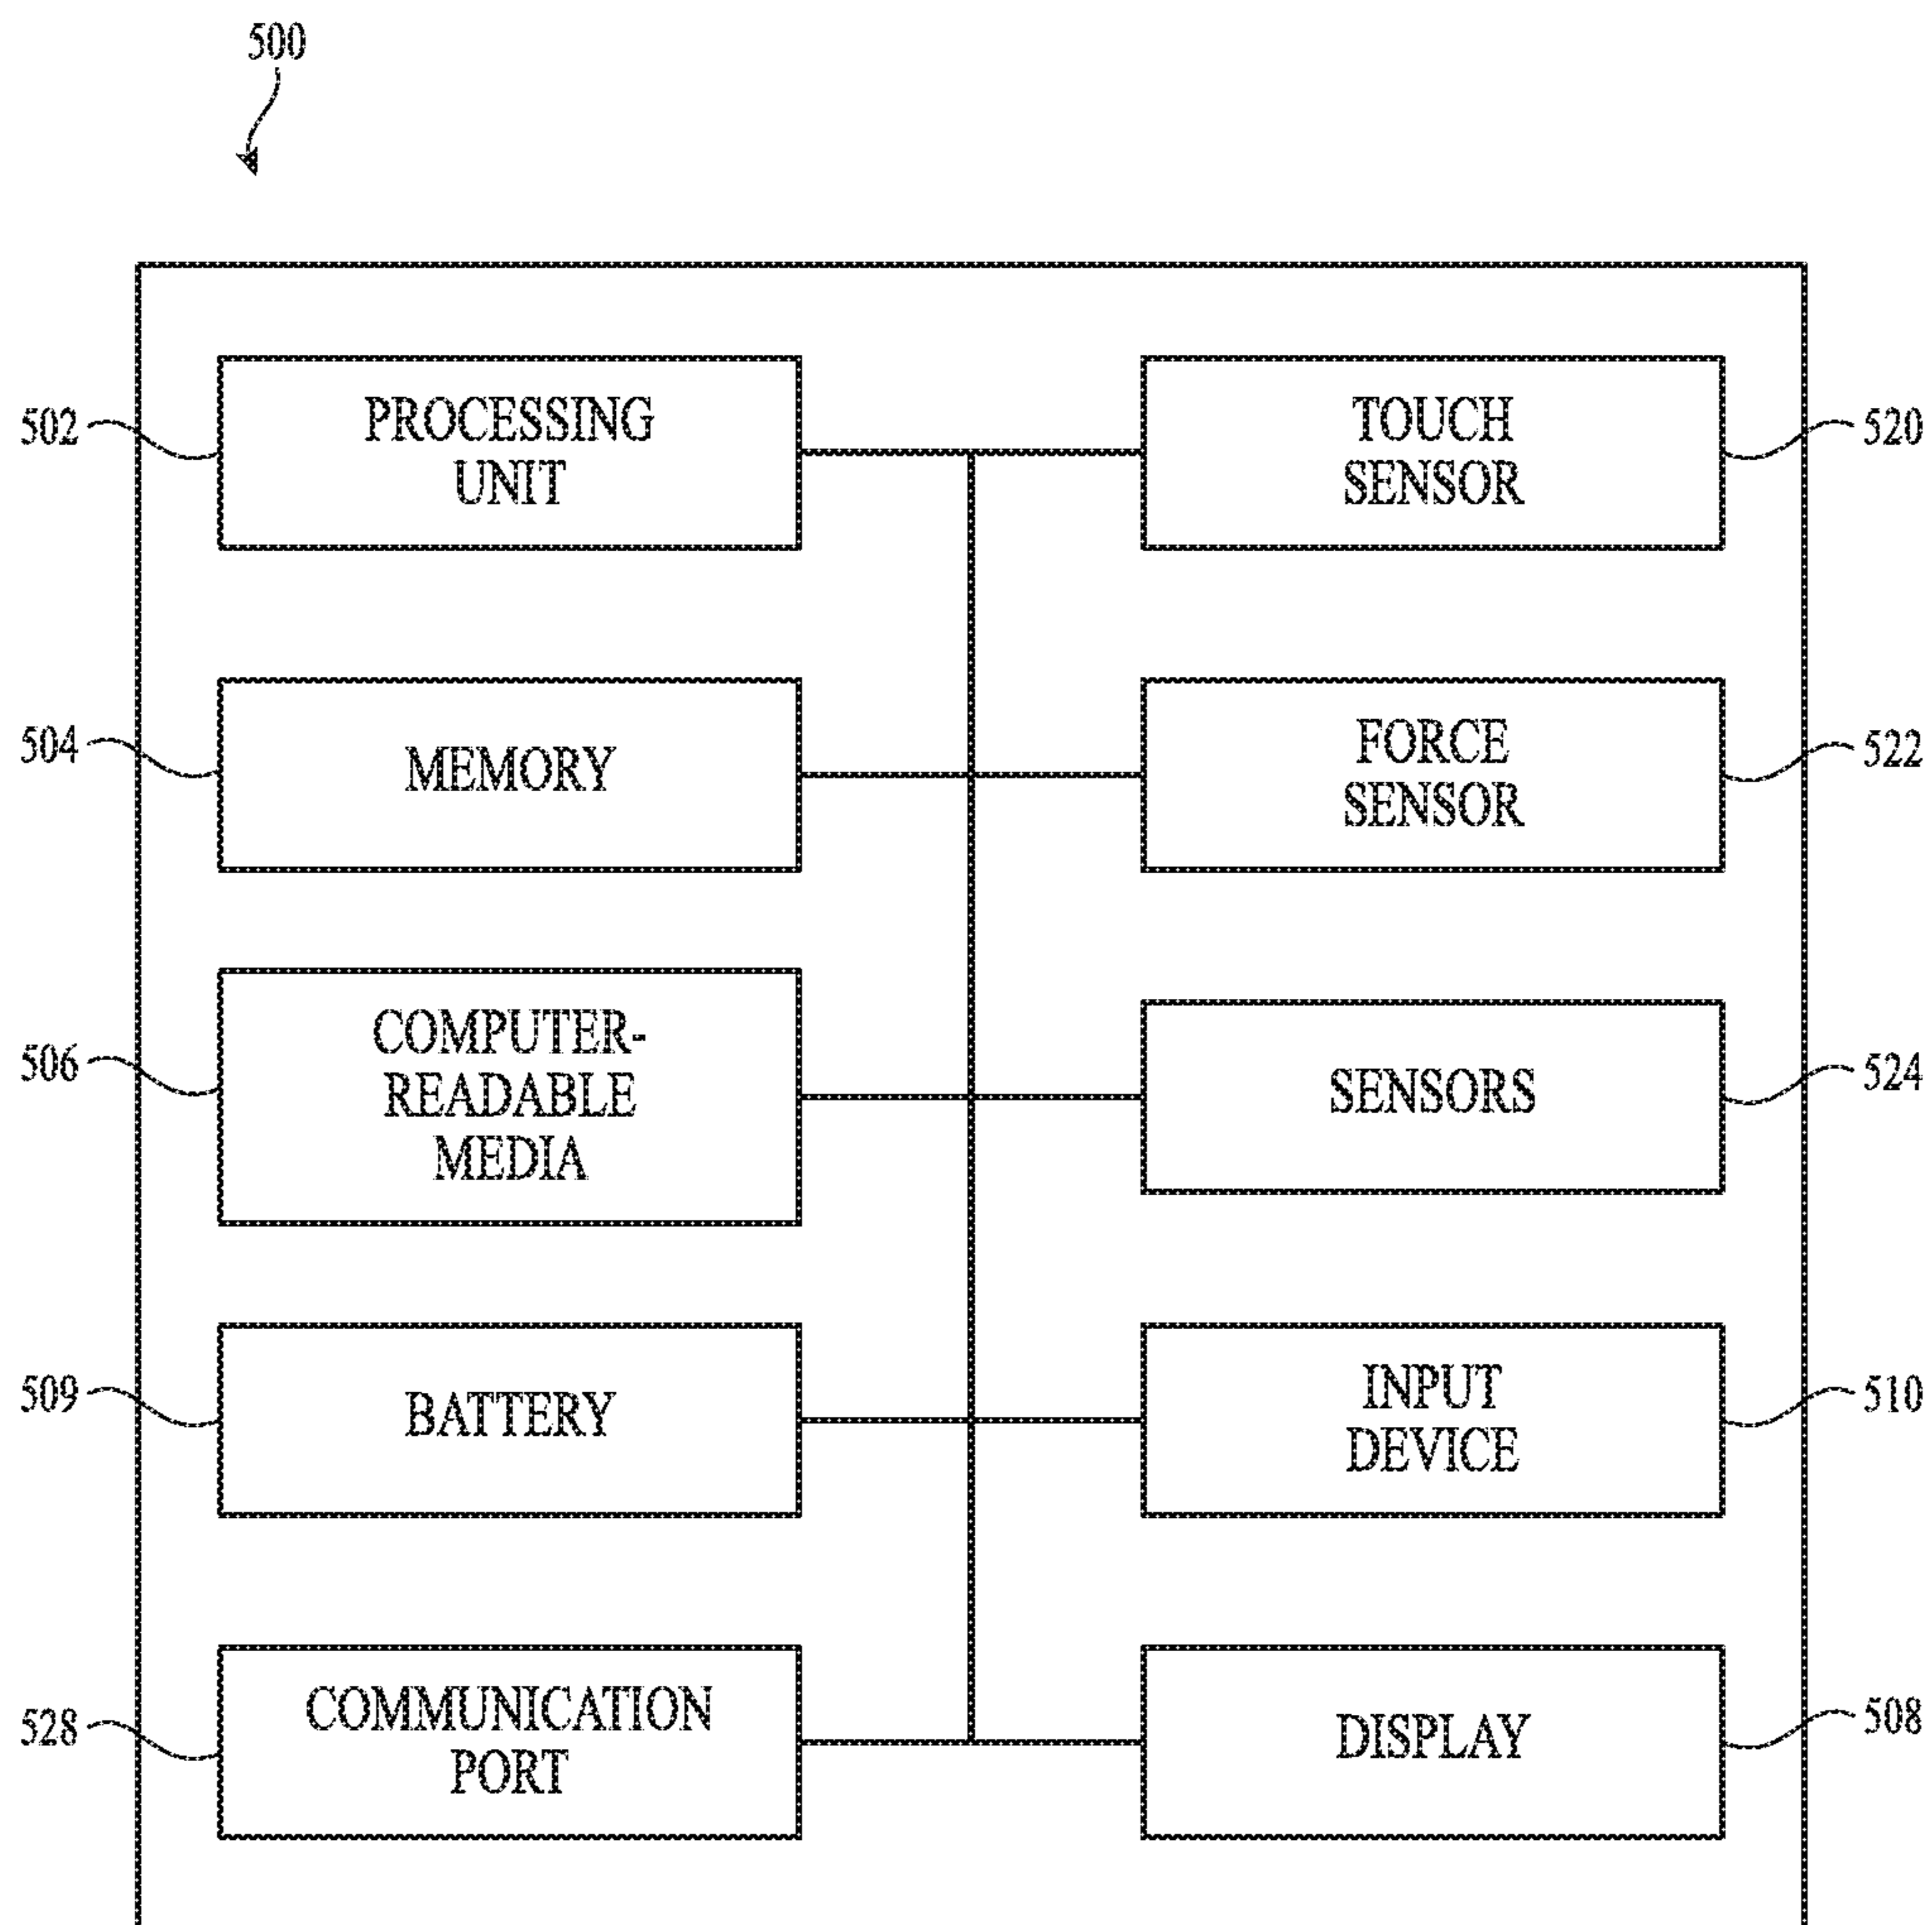 500
502
PROCESSING
UNIT
TOUCH
SENSOR
520
504
MEMORY
FORCE
SENSOR
522
506
COMPUTER-
READABLE
MEDIA
SENSORS
524
509
BATTERY
INPUT
DEVICE
510
528
COMMUNICATION
PORT
DISPLAY
508